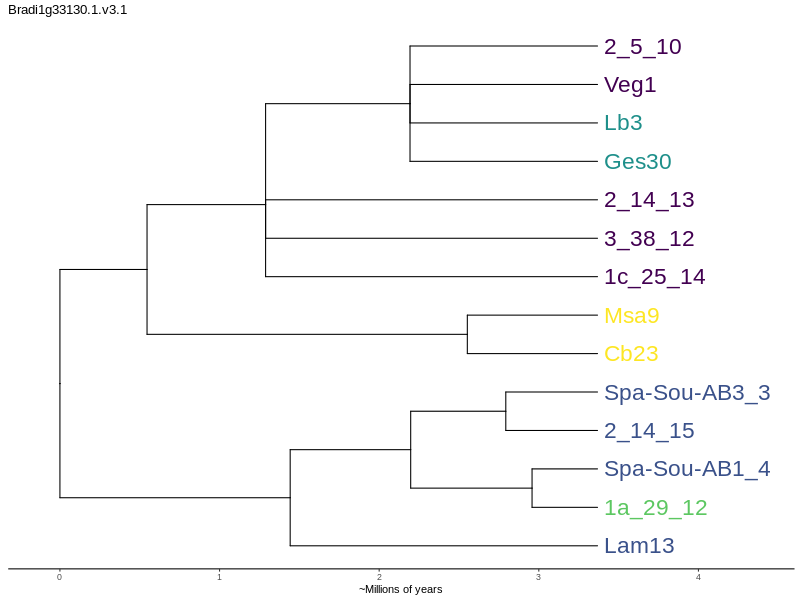 Bradi1g33130.1.v3.1
2_5_10
Veg1
Lb3
Ges30
2_14_13
3_38_12
1c_25_14
Msa9
Cb23
Spa-Sou-AB3_3
2_14_15
Spa-Sou-AB1_4
1a_29_12
Lam13
0 1 2 3 4
~Millions of years